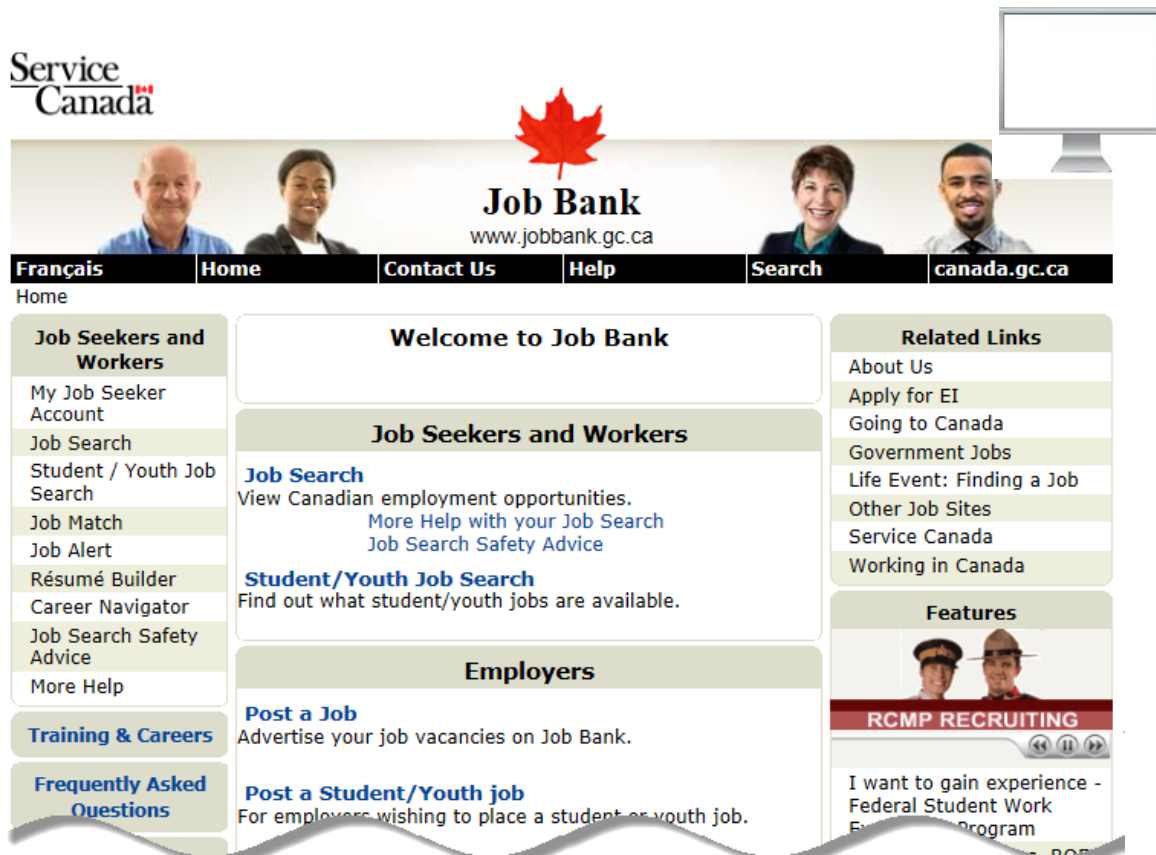 Service
Canada
Job Bank
www.jobbank.gc.ca
Français Home Contact Us Help Search canada.gc.ca
Home
Job Seekers and
Workers
My Job Seeker
Account
Job Search
Student / Youth Job
Search
Job Match
Job Alert
Résumé Builder
Career Navigator
Job Search Safety
Advice
More Help
Training & Careers
Frequently Asked
Questions
Welcome to Job Bank
Job Seekers and Workers
Job Search
View Canadian employment opportunities.
More Help with your Job Search
Job Search Safety Advice
Student/Youth Job Search
Find out what student/youth jobs are available.
Employers
Post a Job
Advertise your job vacancies on Job Bank.
Post a Student/Youth job
For employers wishing to place a student or youth job.
Related Links
About Us
Apply for EI
Going to Canada
Government Jobs
Life Event: Finding a Job
Other Job Sites
Service Canada
Working in Canada
Features
RCMP RECRUITING
I want to gain experience -
Federal Student Work
Program